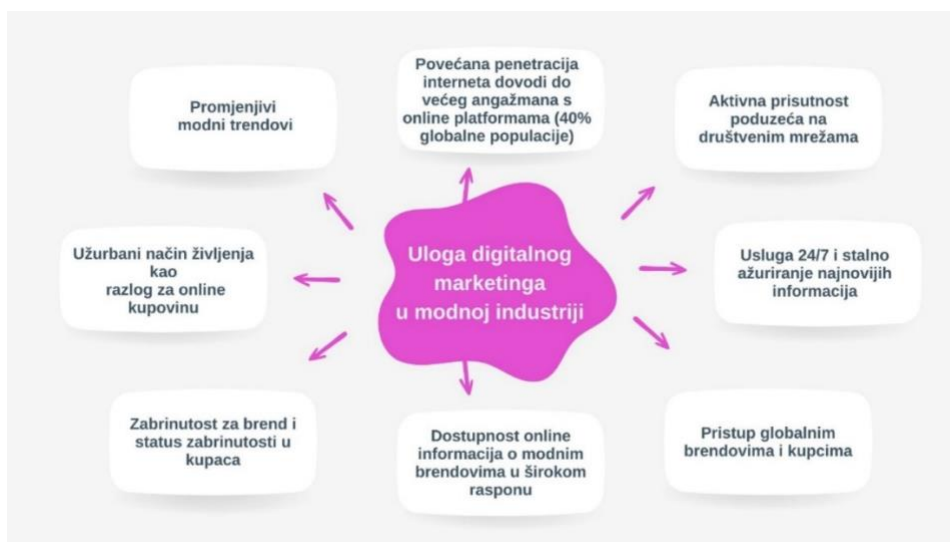 Povećana penetracija
interneta dovodi do
većeg angažmana s
online platformama (40%
globalne populacije)
Promjenjivi
modni trendovi
Aktivna prisutnost
poduzeća na
društvenim mrežama
Užurbani način življenja
kao
razlog za online
kupovinu
Uloga digitalnog
marketinga
u modnoj industriji
Usluga 24/7 i stalno
ažuriranje najnovijih
informacija
Zabrinutost za brend i
status zabrinutosti u
kupaca
Dostupnost online
informacija o modnim
brendovima u širokom
rasponu
Pristup globalnim
brendovima i kupcima